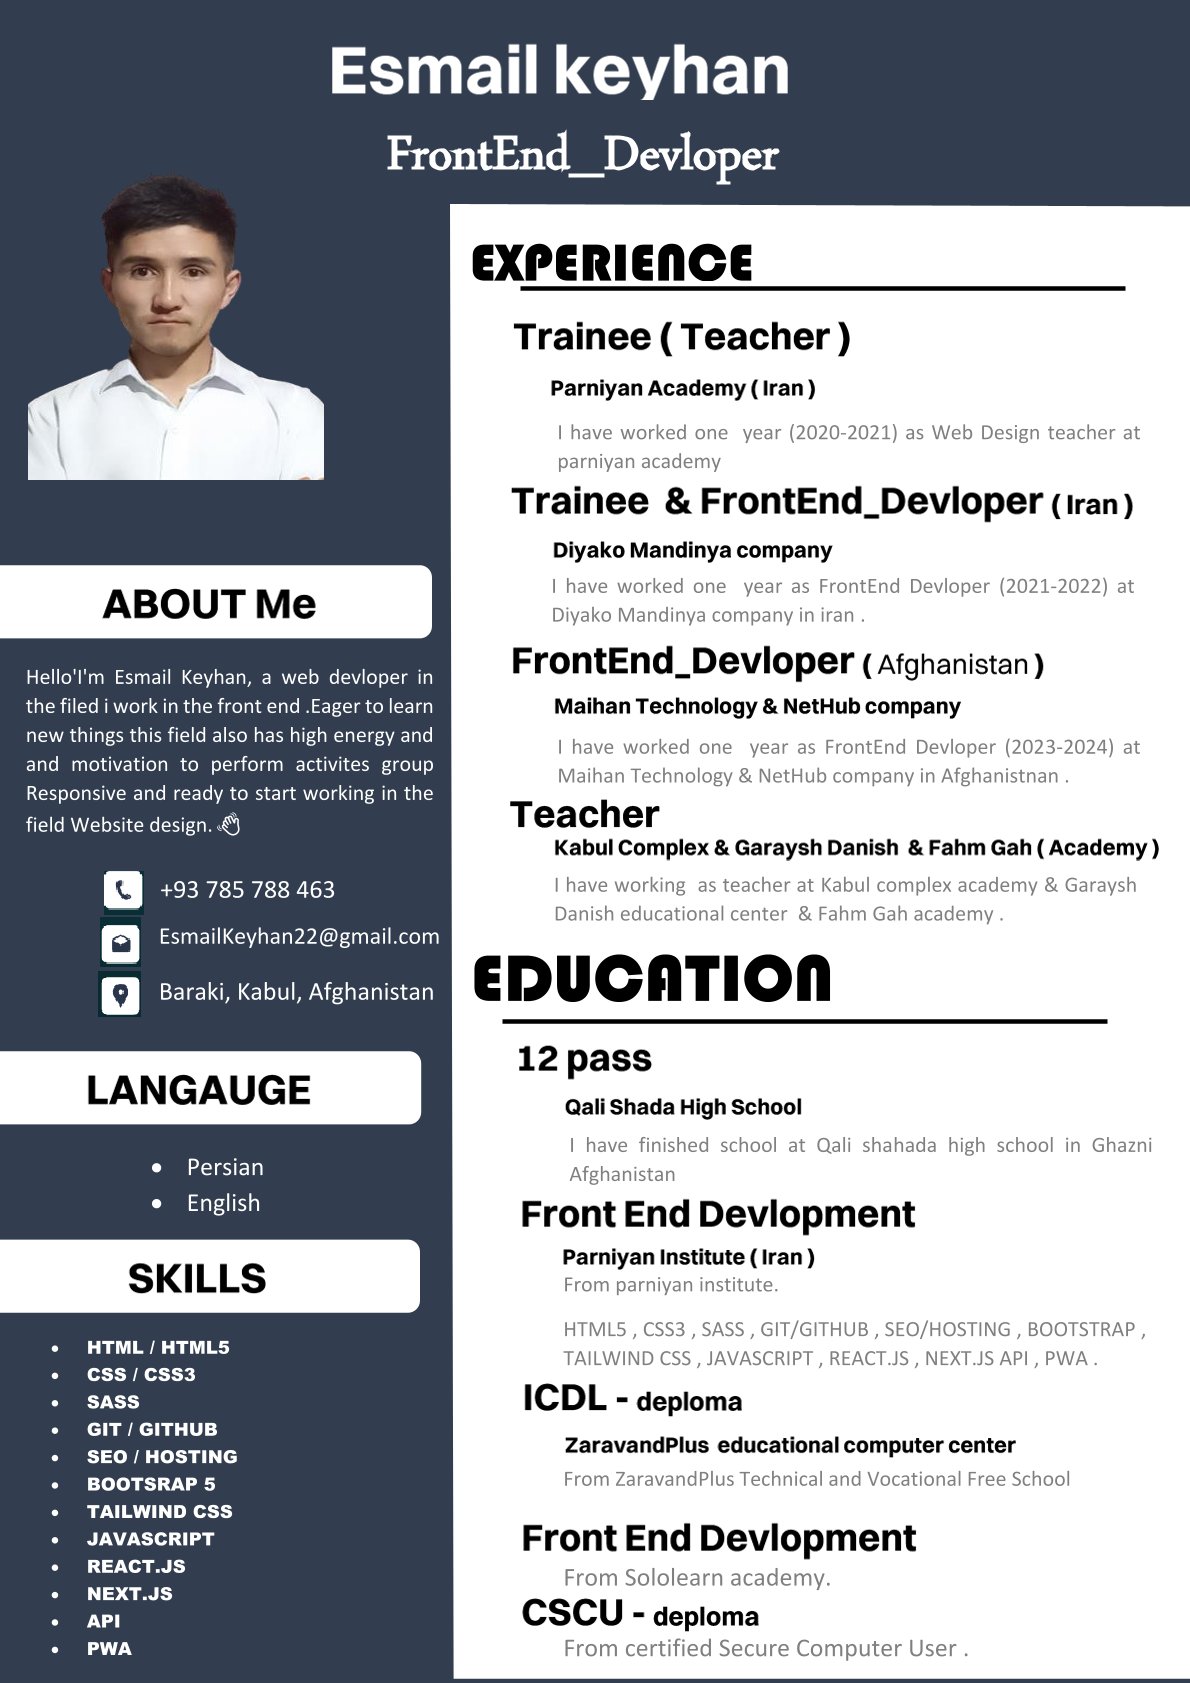 Esmail keyhan
FrontEnd_Devloper
ABOUT Me
Hello'I'm Esmail Keyhan, a web devloper in
the filed i work in the front end .Eager to learn
new things this field also has high energy and
and motivation to perform activites group
Responsive and ready to start working in the
field Website design. 👋
+93 785 788 463
EsmailKeyhan22@gmail.com
Baraki, Kabul, Afghanistan
LANGAUGE
• Persian
• English
SKILLS
• HTML / HTML5
• CSS / CSS3
• SASS
• GIT / GITHUB
• SEO / HOSTING
• BOOTSRAP 5
• TAILWIND CSS
• JAVASCRIPT
• REACT.JS
• NEXT.JS
• API
• PWA
EXPERIENCE
Trainee ( Teacher )
Parniyan Academy ( Iran )
I have worked one year (2020-2021) as Web Design teacher at
parniyan academy
Trainee & FrontEnd_Devloper ( Iran )
Diyako Mandinya company
I have worked one year as FrontEnd Devloper (2021-2022) at
Diyako Mandinya company in iran .
FrontEnd_Devloper ( Afghanistan )
Maihan Technology & NetHub company
I have worked one year as FrontEnd Devloper (2023-2024) at
Maihan Technology & NetHub company in Afghanistnan .
Teacher
Kabul Complex & Garaysh Danish & Fahm Gah ( Academy )
I have working as teacher at Kabul complex academy & Garaysh
Danish educational center & Fahm Gah academy .
EDUCATION
12 pass
Qali Shada High School
I have finished school at Qali shahada high school in Ghazni
Afghanistan
Front End Devlopment
Parniyan Institute ( Iran )
From parniyan institute.
HTML5 , CSS3 , SASS , GIT/GITHUB , SEO/HOSTING , BOOTSTRAP ,
TAILWIND CSS , JAVASCRIPT , REACT.JS , NEXT.JS API , PWA .
ICDL - deploma
ZaravandPlus educational computer center
From ZaravandPlus Technical and Vocational Free School
Front End Devlopment
From Sololearn academy.
CSCU - deploma
From certified Secure Computer User .